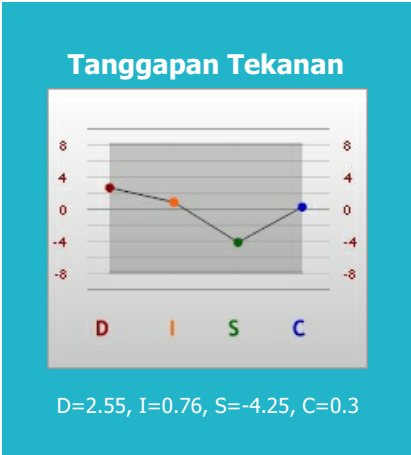 Tanggapan Tekanan
8 8
4 4
0 0
-4 -4
-8 -8
D I S C
D=2.55, I=0.76, S=-4.25, C=0.3